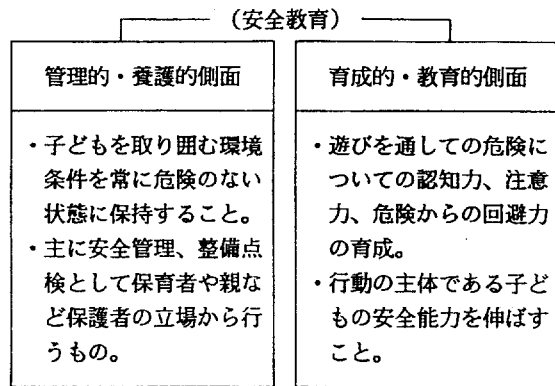 (安全教育)
管理的・養護的側面
・子どもを取り囲む環境
条件を常に危険のない
状態に保持すること。
・主に安全管理、整備点
検として保育者や親な
ど保護者の立場から行
うもの。
育成的・教育的側面
・遊びを通しての危険に
ついての認知力、注意
力、危険からの回避力
の育成。
・行動の主体である子ど
もの安全能力を伸ばす
こと。